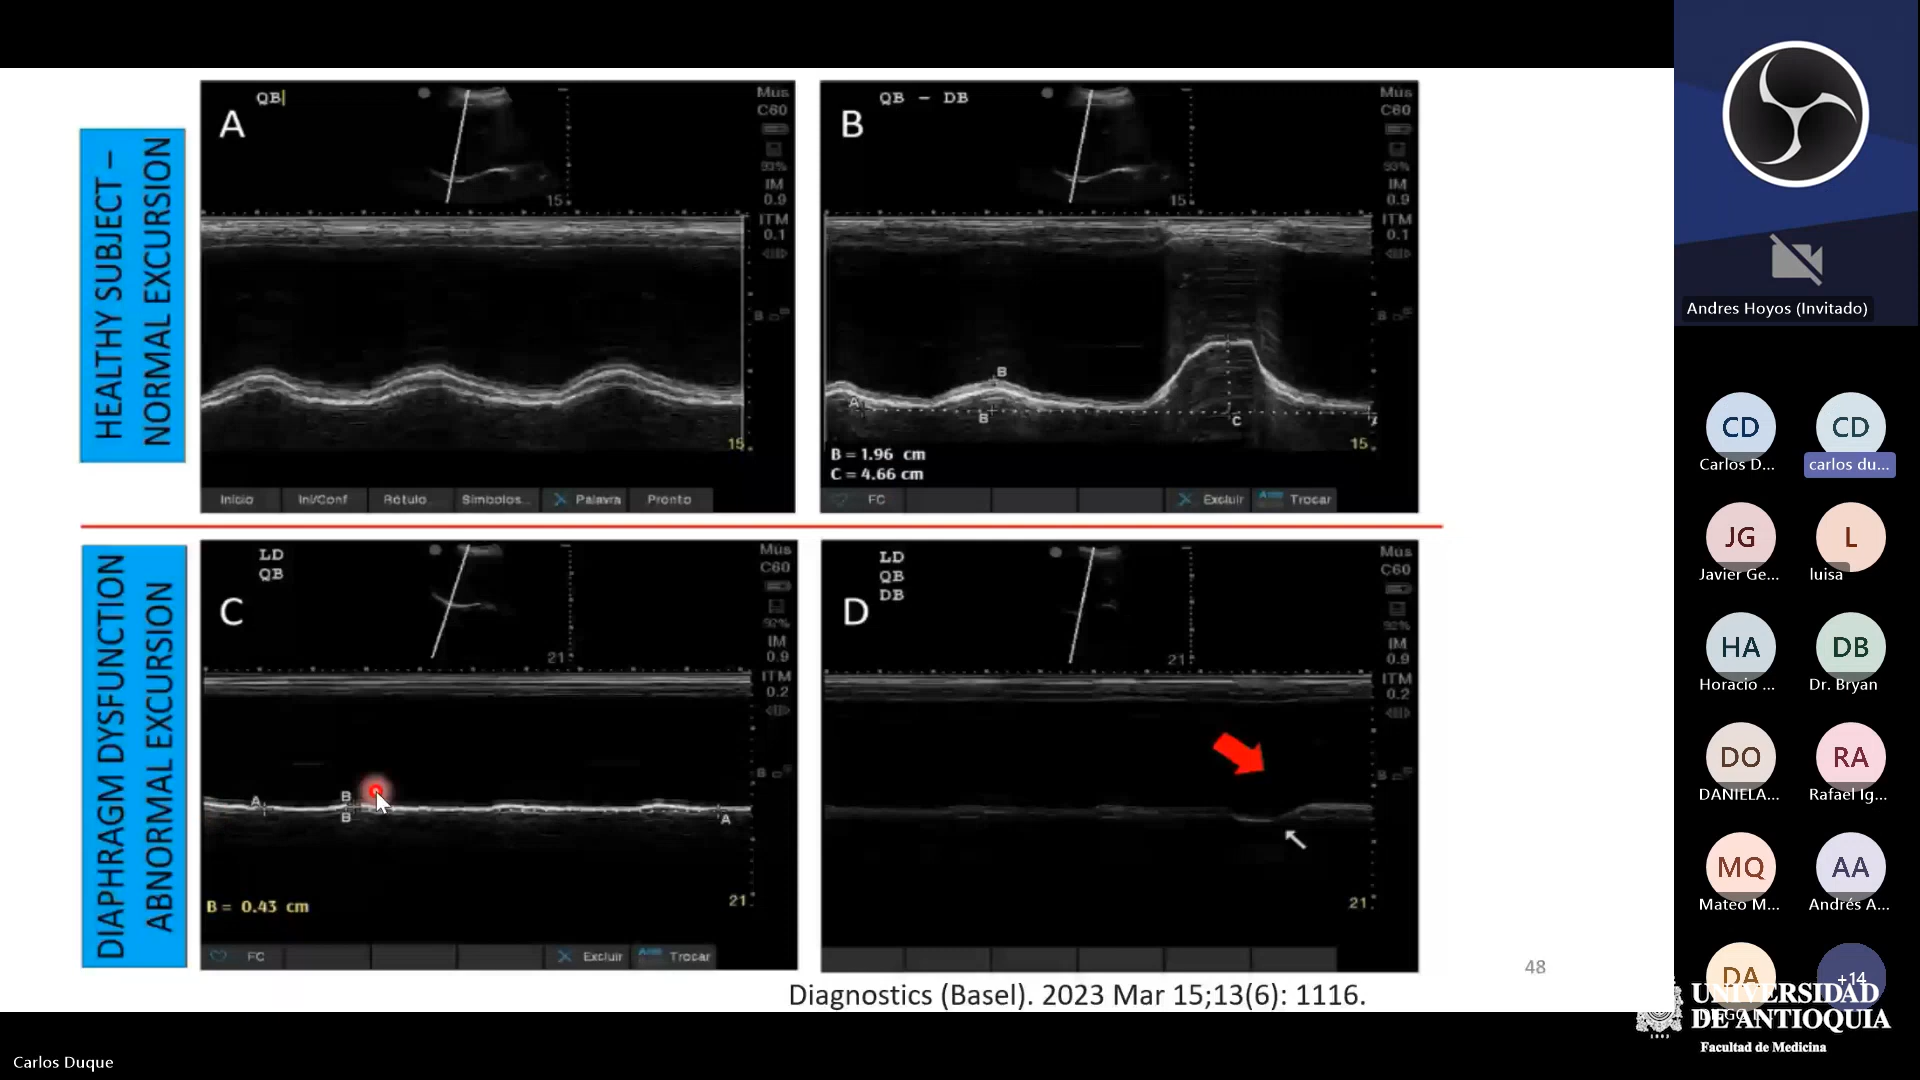 HEALTHY SUBJECT –
NORMAL EXCURSION
A
QB
15
Mus
C60
93%
IM
0.9
ITM
0.1
B
15
Início
Ini/Conf
Rótulo
Símbolos...
Palavra
Pronto
B
QB - DB
15
Mus
C60
93%
IM
0.9
ITM
0.1
B
A
B
B
C
15
B = 1.96 cm
C = 4.66 cm
FC
Excluir
Trocar
DIAPHRAGM DYSFUNCTION
ABNORMAL EXCURSION
C
LD
QB
21
Mus
C60
92%
IM
0.9
ITM
0.2
B
A
B
B
A
21
B = 0.43 cm
FC
Excluir
Trocar
D
LD
QB
DB
21
Mus
C60
92%
IM
0.9
ITM
0.2
B
21
48
Diagnostics (Basel). 2023 Mar 15;13(6): 1116.
Carlos Duque
Andres Hoyos (Invitado)
CD
Carlos D...
CD
carlos du...
JG
Javier Ge...
L
luisa
HA
Horacio ...
DB
Dr. Bryan
DO
DANIELA...
RA
Rafael Ig...
MQ
Mateo M...
AA
Andrés A...
DA
+14
UNIVERSIDAD
DE ANTIOQUIA
1803
Facultad de Medicina